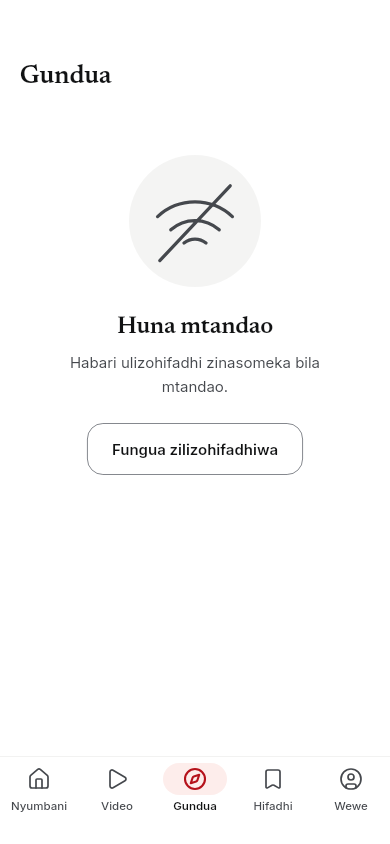 Gundua
Huna mtandao
Habari ulizohifadhi zinasomeka bila
mtandao.
Fungua zilizohifadhiwa
Nyumbani
Video
Gundua
Hifadhi
Wewe